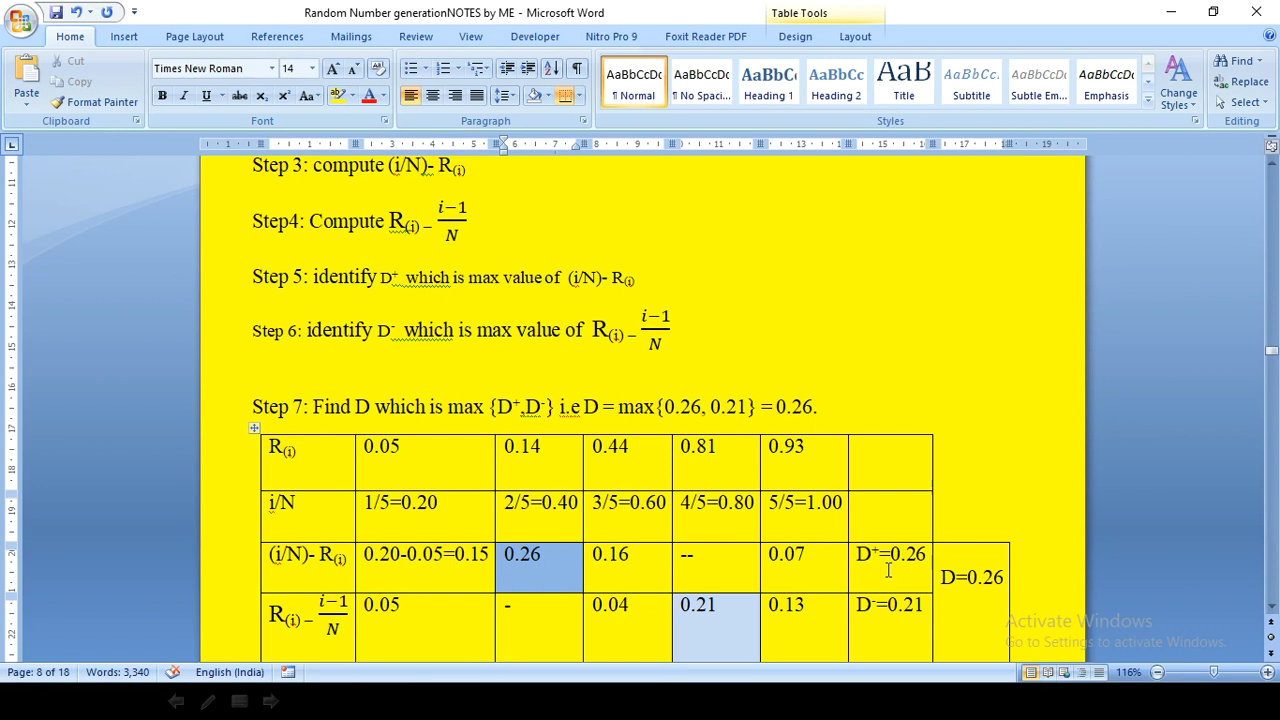 Random Number generationNOTES by ME - Microsoft Word
Table Tools
Home Insert Page Layout References Mailings Review View Developer Nitro Pro 9 Foxit Reader PDF Design Layout
Paste
Cut
Copy
Format Painter
Clipboard
Times New Roman 14
Font
Paragraph
AaBbCcDc AaBbCcDc AaBbC AaBbCc AaB AaBbCc. AaBbCcDc AaBbCcDc
¶ Normal ¶ No Spaci... Heading 1 Heading 2 Title Subtitle Subtle Em... Emphasis
Styles
Change Styles
Find
Replace
Select
Editing
Step 3: compute (i/N)- R(i)
Step4: Compute R(i) – i−1/N
Step 5: identify D+ which is max value of (i/N)- R(i)
Step 6: identify D- which is max value of R(i) – i−1/N
Step 7: Find D which is max {D+,D-} i.e D = max{0.26, 0.21} = 0.26.
R(i) 0.05 0.14 0.44 0.81 0.93
i/N 1/5=0.20 2/5=0.40 3/5=0.60 4/5=0.80 5/5=1.00
(i/N)- R(i) 0.20-0.05=0.15 0.26 0.16 -- 0.07 D+=0.26
D=0.26
R(i) – i−1/N 0.05 - 0.04 0.21 0.13 D-=0.21
Activate Windows
Go to Settings to activate Windows.
Page: 8 of 18 Words: 3,340 English (India) 116%